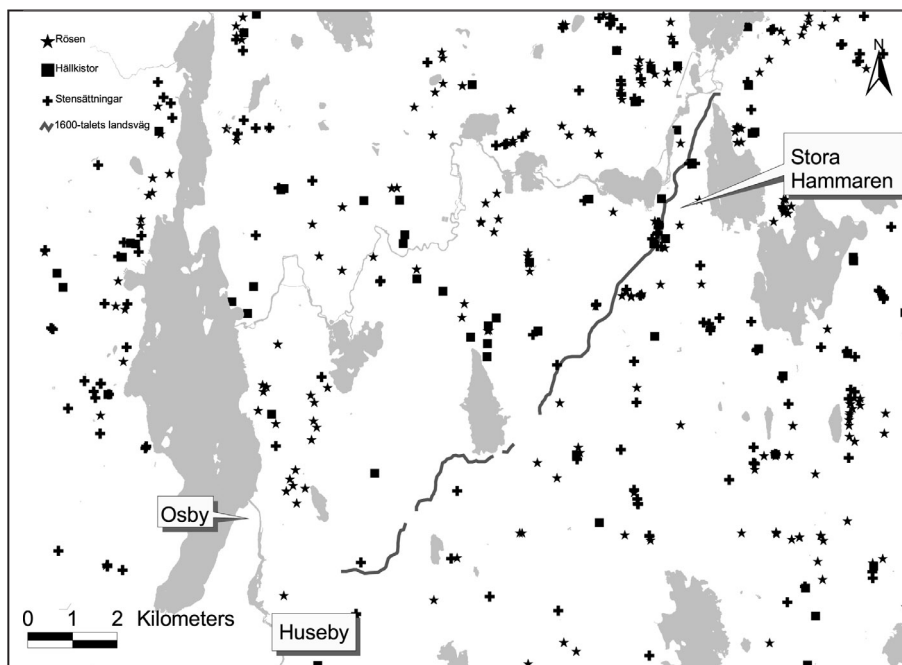 Rösen
Hällkistor
Stensättningar
1600-talets landsväg
N
Stora
Hammaren
Osby
Huseby
0 1 2 Kilometers